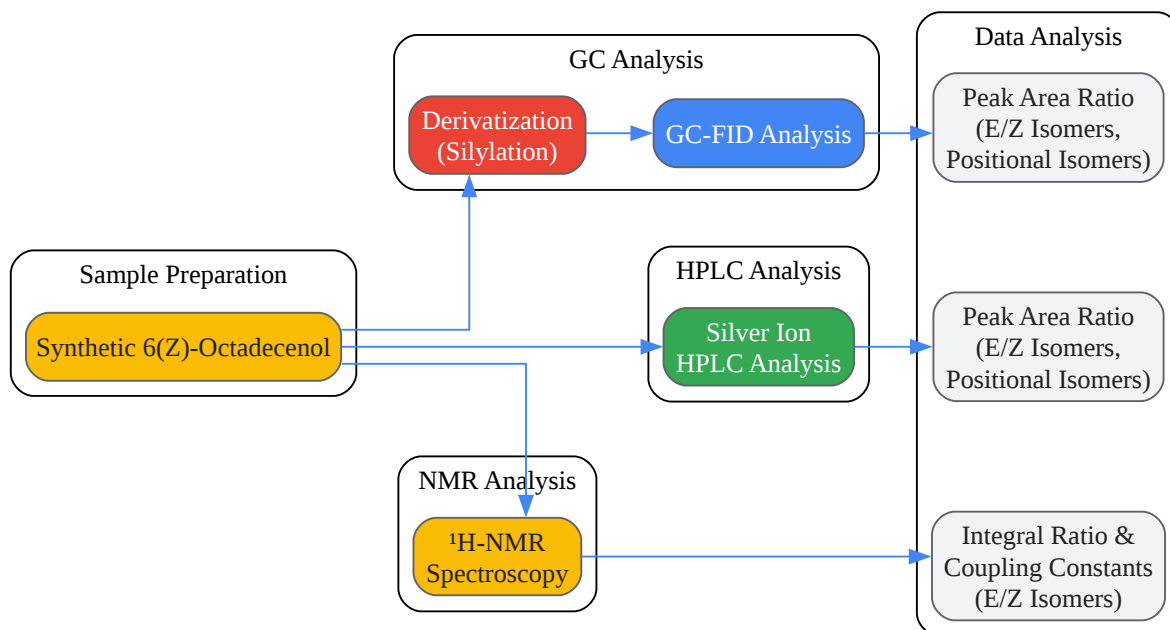 GC Analysis
Derivatization
(Silylation)
GC-FID Analysis
Data Analysis
Peak Area Ratio
(E/Z Isomers,
Positional Isomers)
Sample Preparation
Synthetic 6(Z)-Octadecenol
HPLC Analysis
Silver Ion
HPLC Analysis
Peak Area Ratio
(E/Z Isomers,
Positional Isomers)
NMR Analysis
¹H-NMR
Spectroscopy
Integral Ratio &
Coupling Constants
(E/Z Isomers)